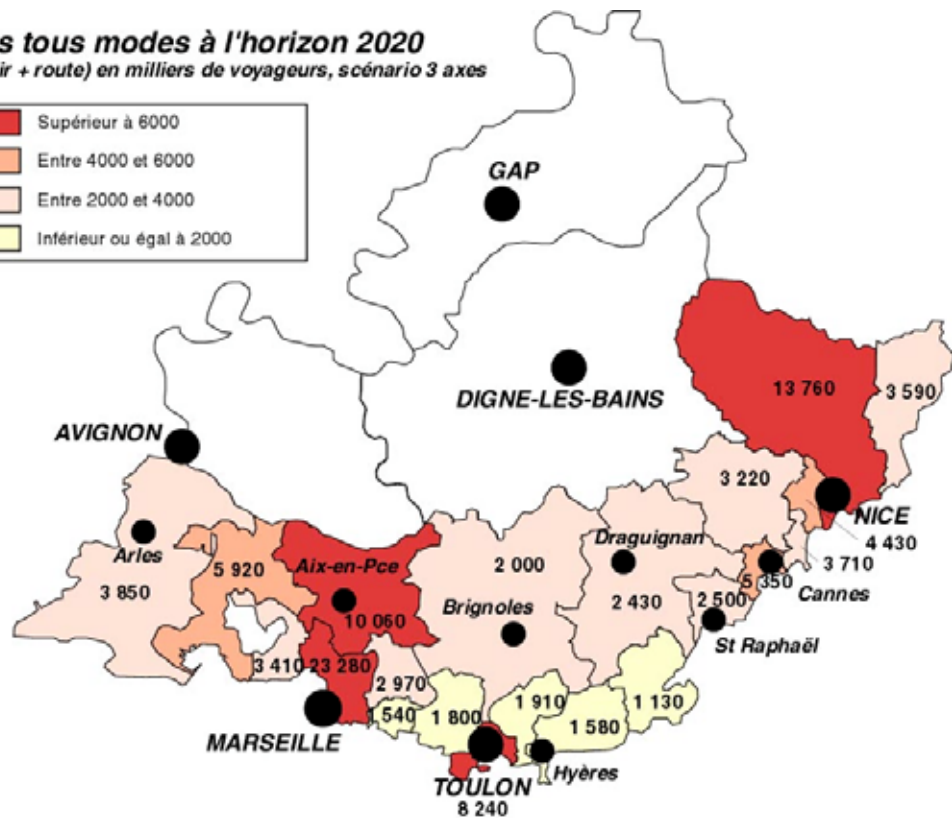 s tous modes à l'horizon 2020
ir + route) en milliers de voyageurs, scénario 3 axes
Supérieur à 6000
Entre 4000 et 6000
Entre 2000 et 4000
Inférieur ou égal à 2000
GAP
DIGNE-LES-BAINS
13 760
3 590
AVIGNON
3 220
NICE
4 430
Arles
5 920
Aix-en-Pce
2 000
Draguignan
3 710
3 850
10 060
Brignoles
2 430
2 500
5 350
Cannes
St Raphaël
3 410
23 280
2 970
1 540
1 800
1 910
1 580
1 130
MARSEILLE
TOULON
8 240
Hyères